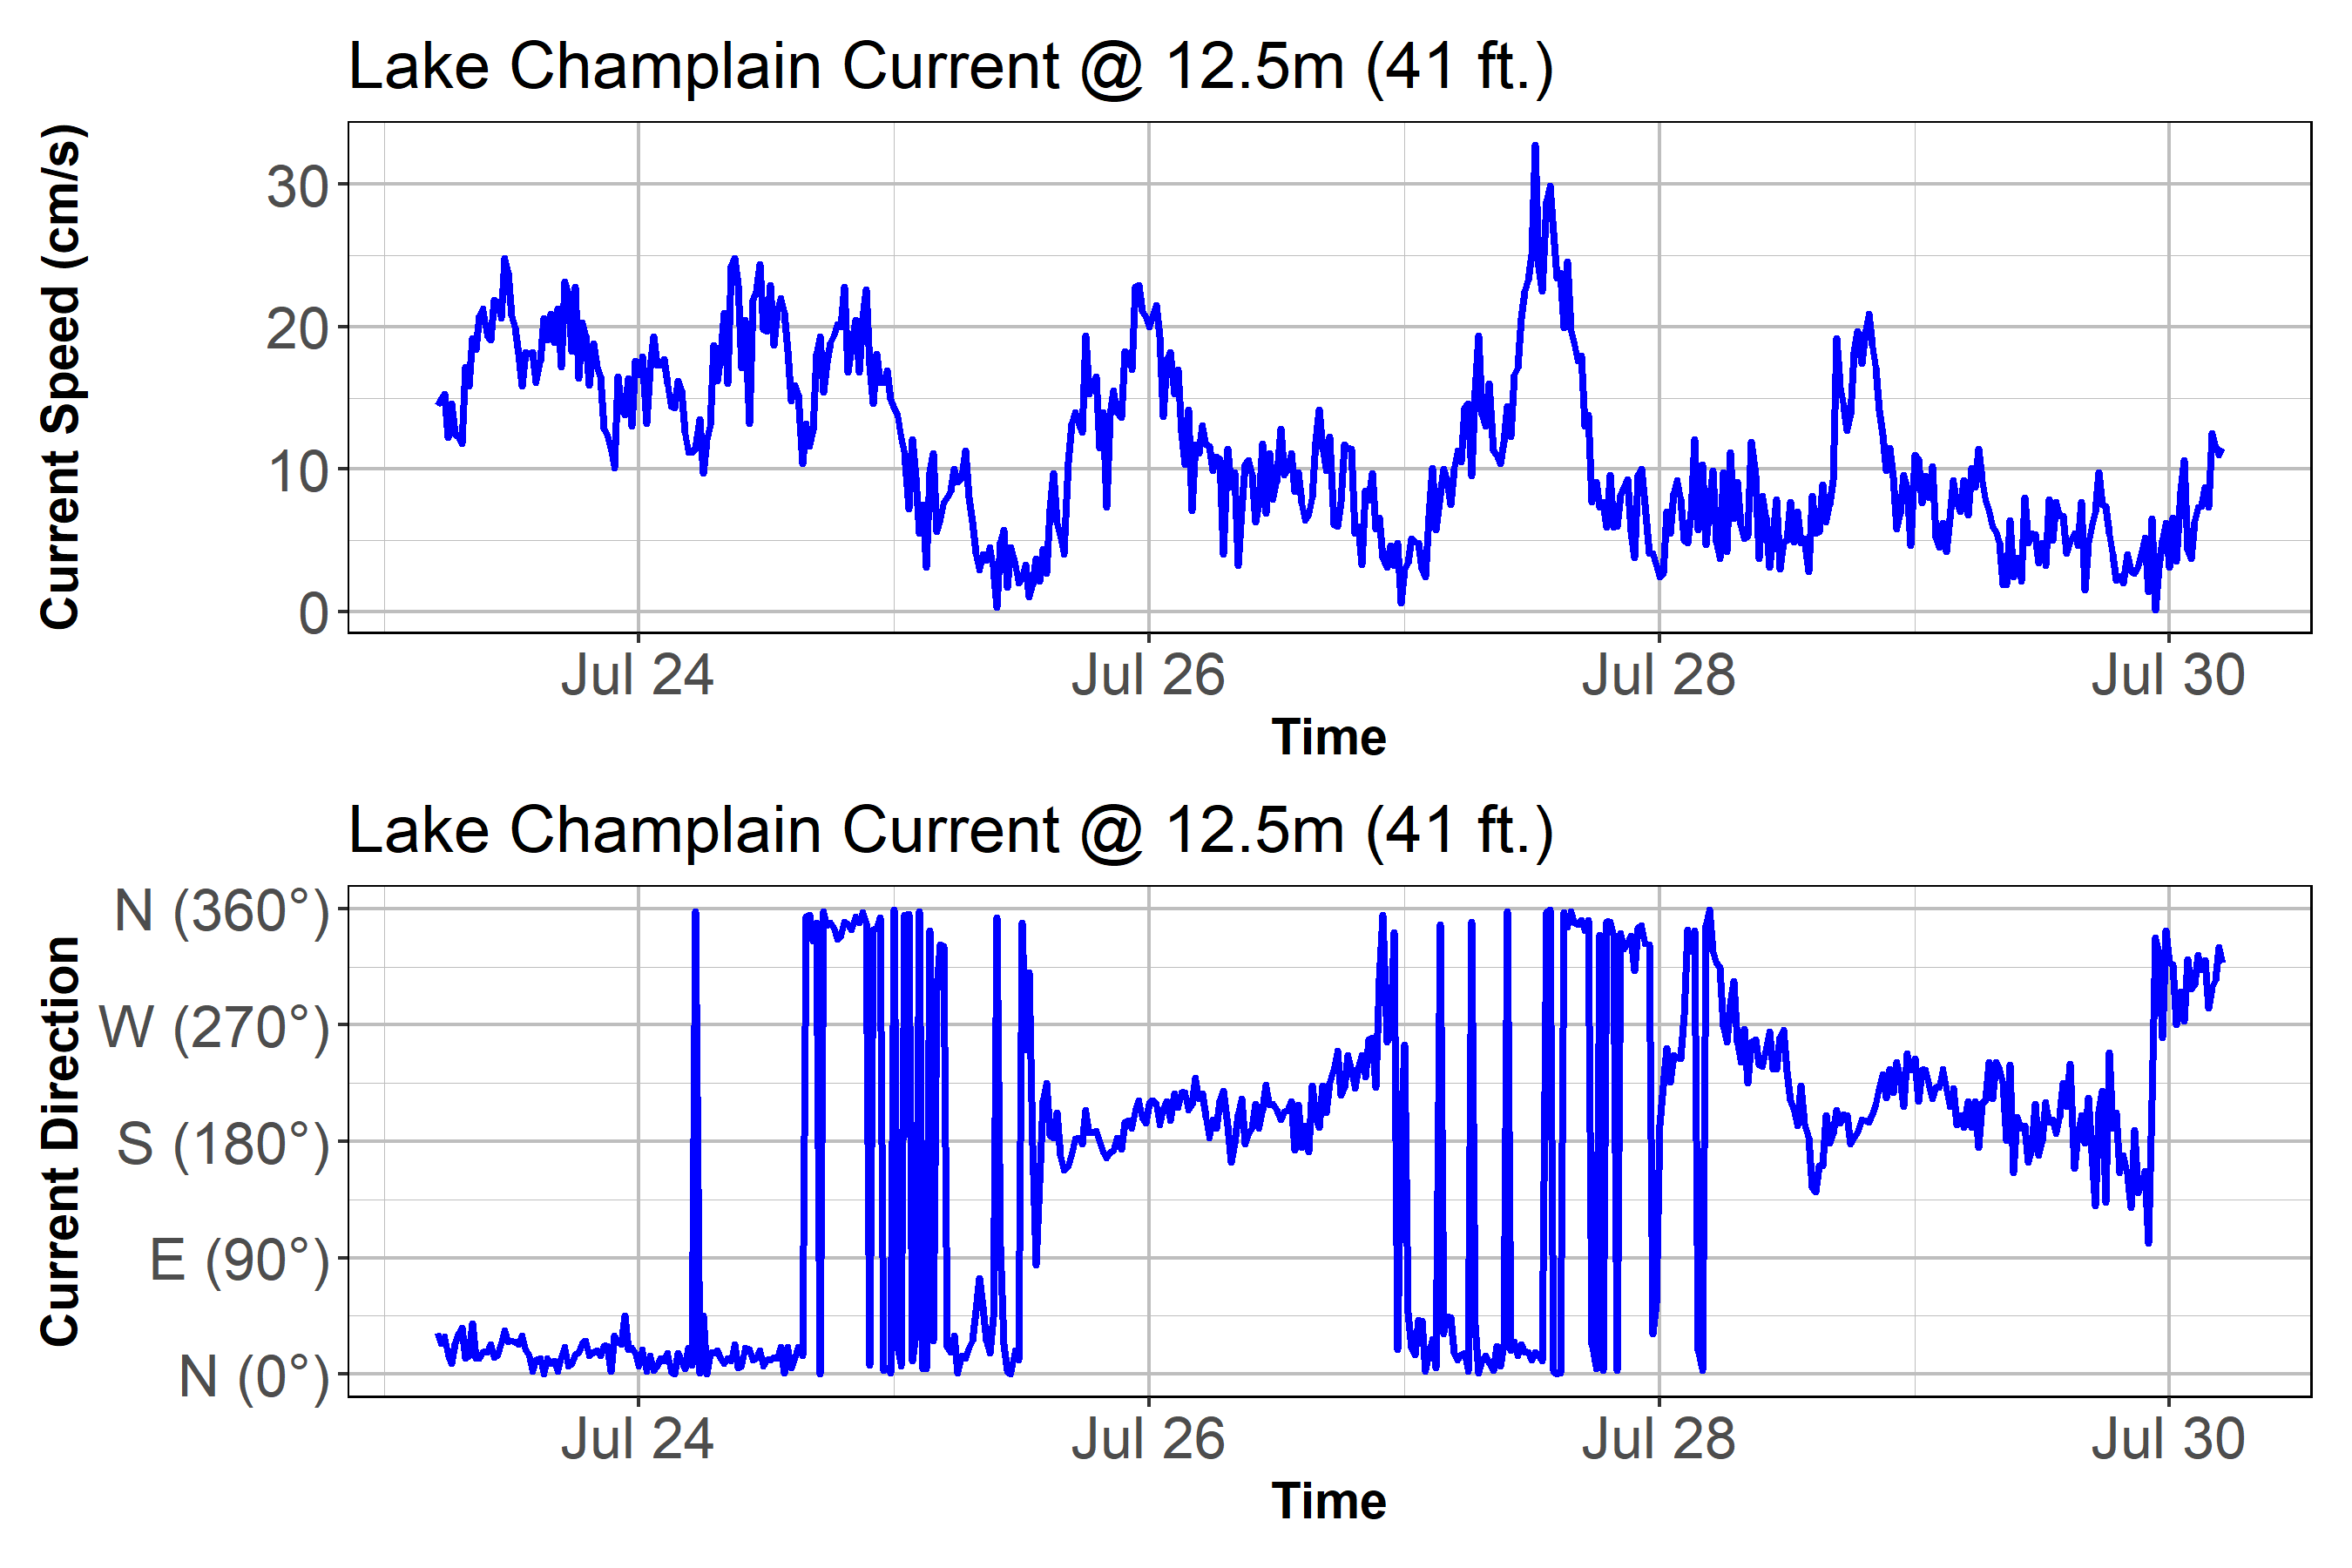 Lake Champlain Current @ 12.5m (41 ft.)
Current Speed (cm/s)
30
20
10
0
Jul 24 Jul 26 Jul 28 Jul 30
Time
Lake Champlain Current @ 12.5m (41 ft.)
Current Direction
N (360°)
W (270°)
S (180°)
E (90°)
N (0°)
Jul 24 Jul 26 Jul 28 Jul 30
Time